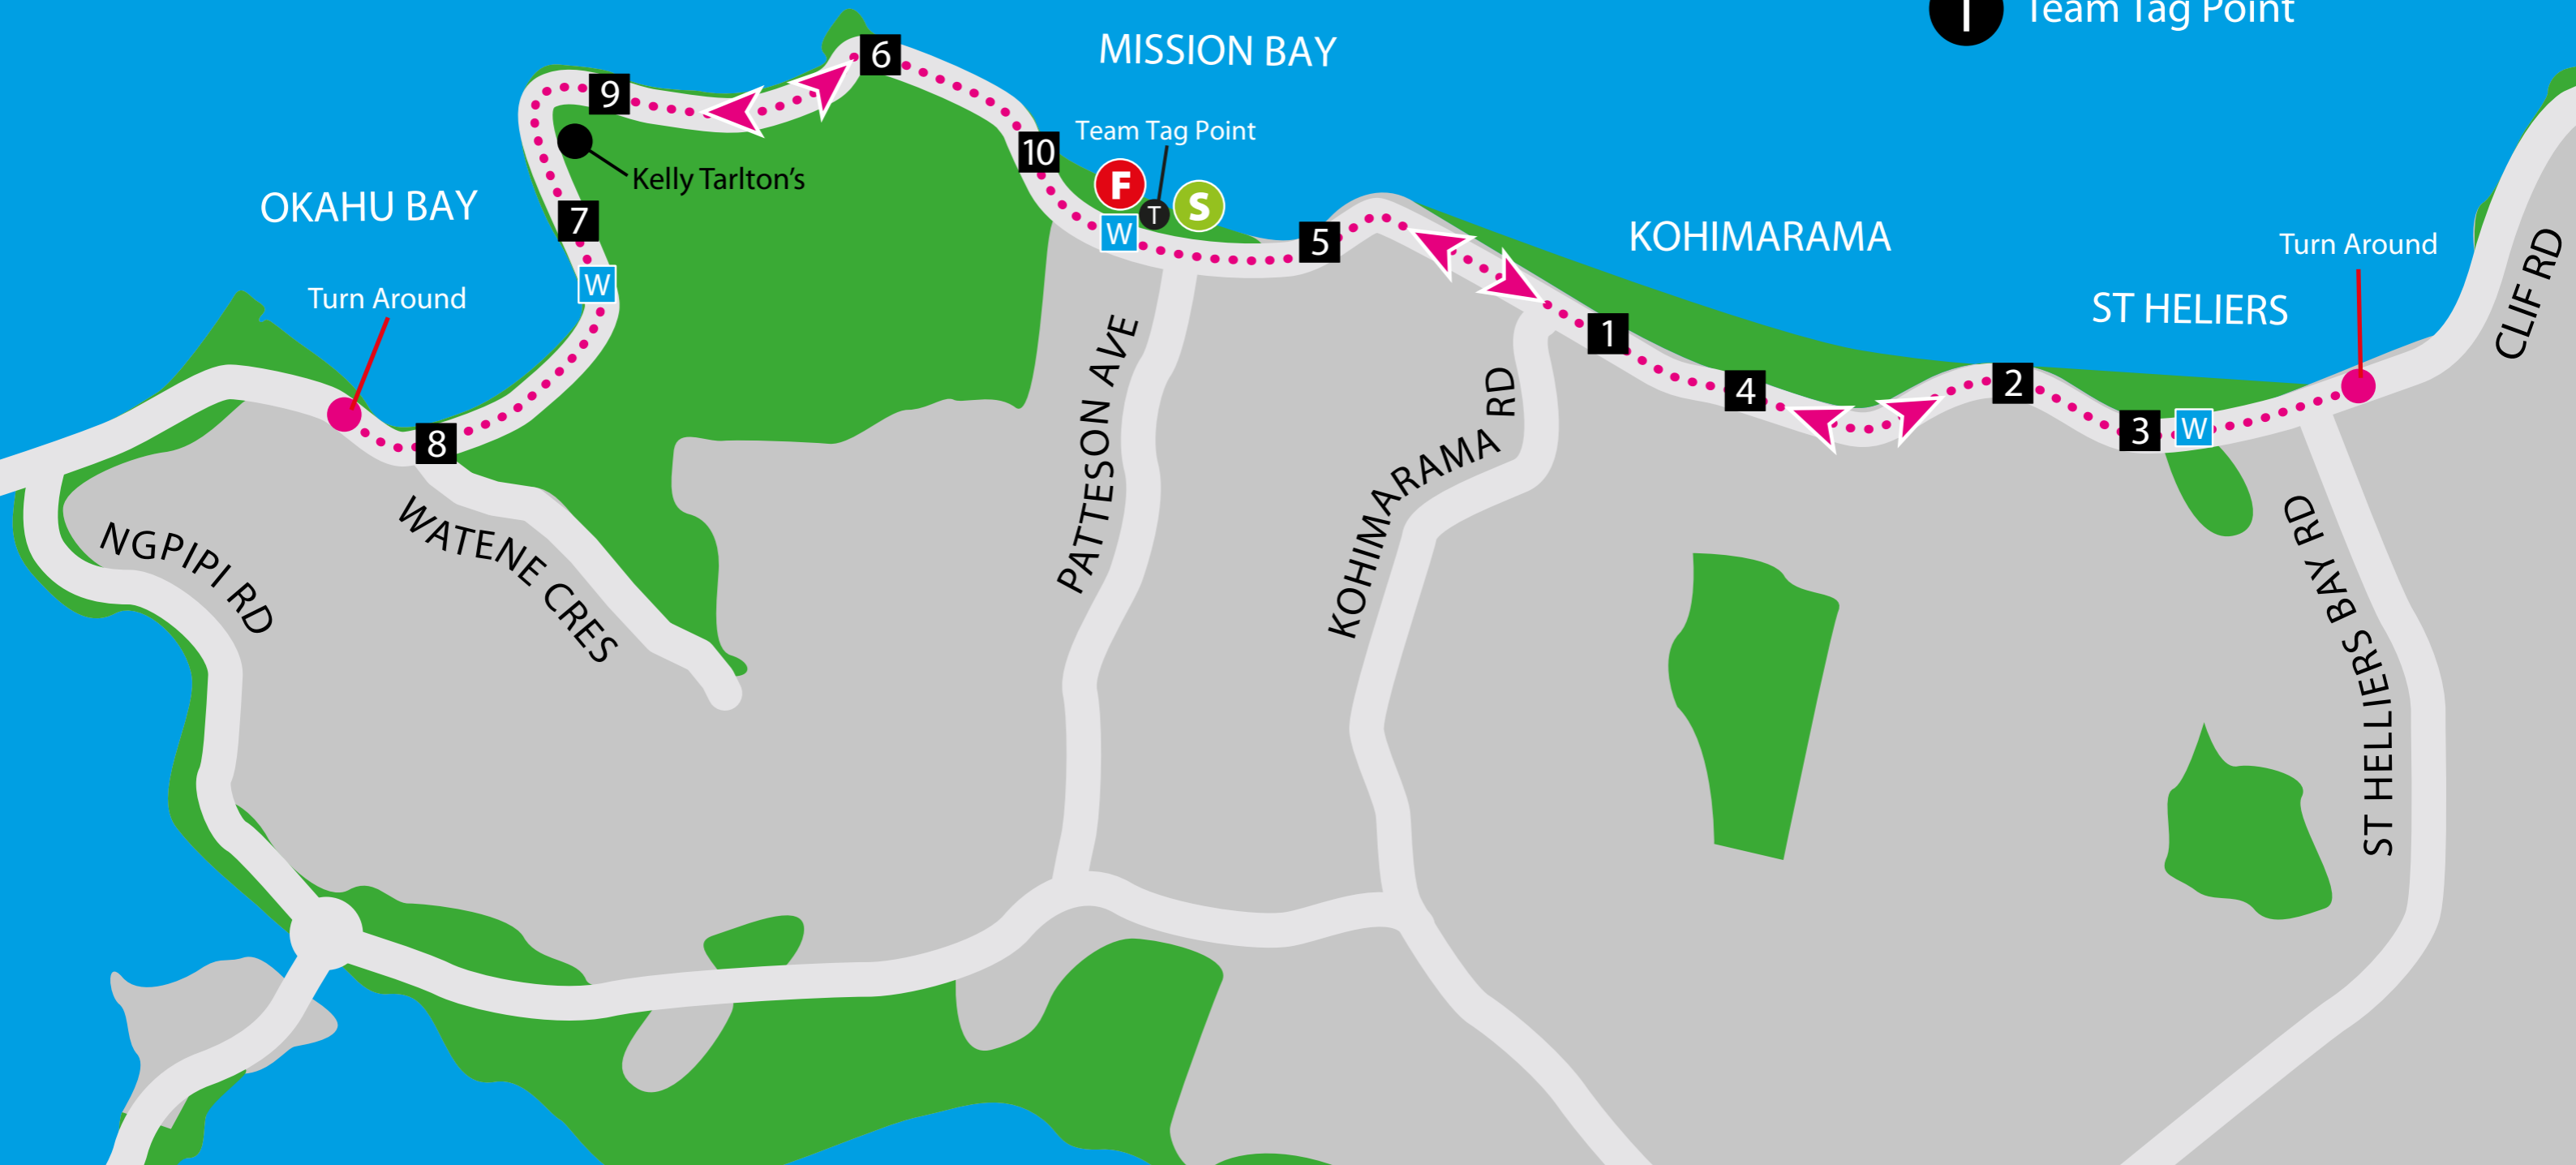 T Team Tag Point
MISSION BAY
6
9
Team Tag Point
10
Kelly Tarlton's
F
T
S
OKAHU BAY
7
W
5
KOHIMARAMA
Turn Around
W
Turn Around
ST HELIERS
CLIF RD
1
4
2
3
W
8
PATTESON AVE
KOHIMARAMA RD
NGPIPI RD
WATENE CRES
ST HELLIERS BAY RD